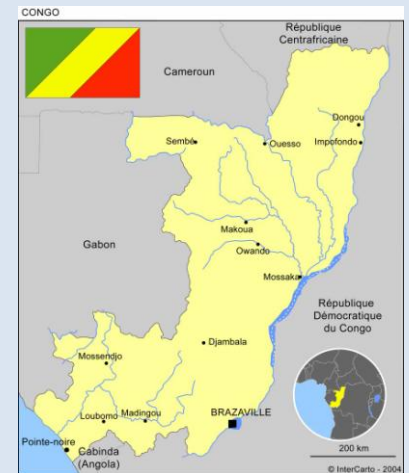 CONGO
République
Centrafricaine
Cameroun
Dongou
Sembé
Ouesso
Impofondo
Gabon
Makoua
Owando
Mossaka
République
Démocratique
du Congo
Djambala
Mossendjo
Loubomo
Madingou
BRAZAVILLE
Pointe-noire
Cabinda
(Angola)
200 km
© InterCarto - 2004